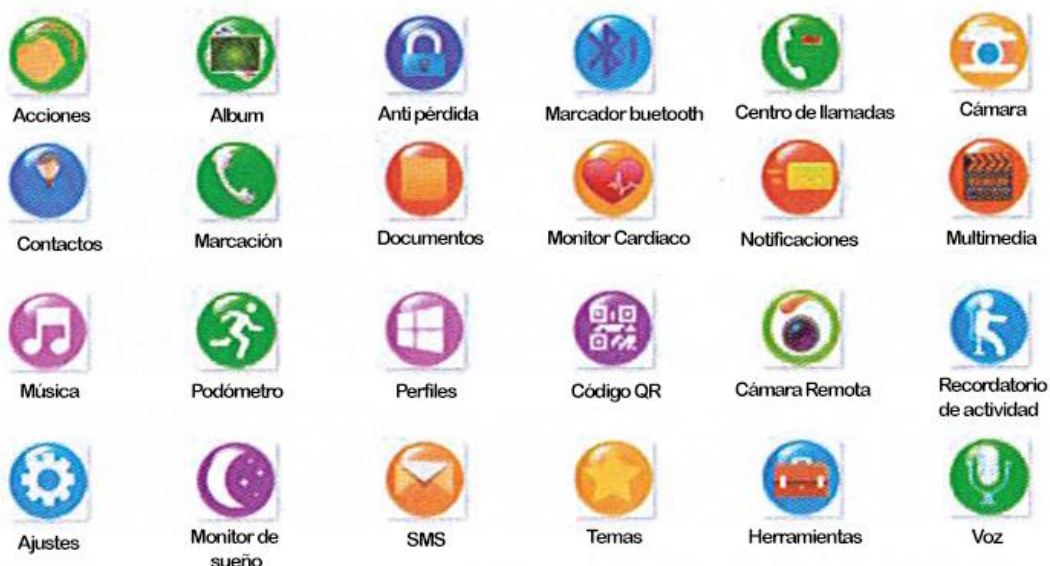 Acciones
Album
Anti pérdida
Marcador buetooth
Centro de llamadas
Cámara
Contactos
Marcación
Documentos
Monitor Cardiaco
Notificaciones
Multimedia
Música
Podómetro
Perfiles
Código QR
Cámara Remota
Recordatorio
de actividad
Ajustes
Monitor de
sueño
SMS
Temas
Herramientas
Voz